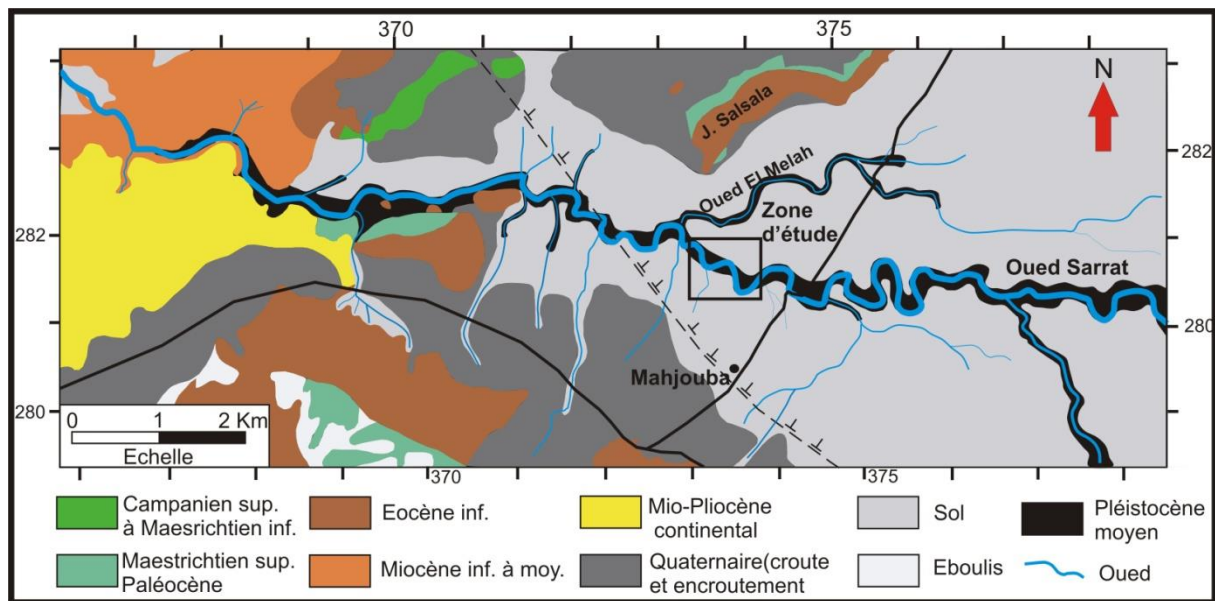 370
375
N
J. Salsala
282
Oued El Melah
Zone
d'étude
282
Oued Sarrat
280
Mahjouba
280
0 1 2 Km
Echelle
370
375
Campanien sup.
à Maesrichtien inf.
Eocène inf.
Mio-Pliocène
continental
Sol
Pléistocène
moyen
Maestrichtien sup.
Paléocène
Miocène inf. à moy.
Quaternaire(croute
et encroutement
Eboulis
Oued